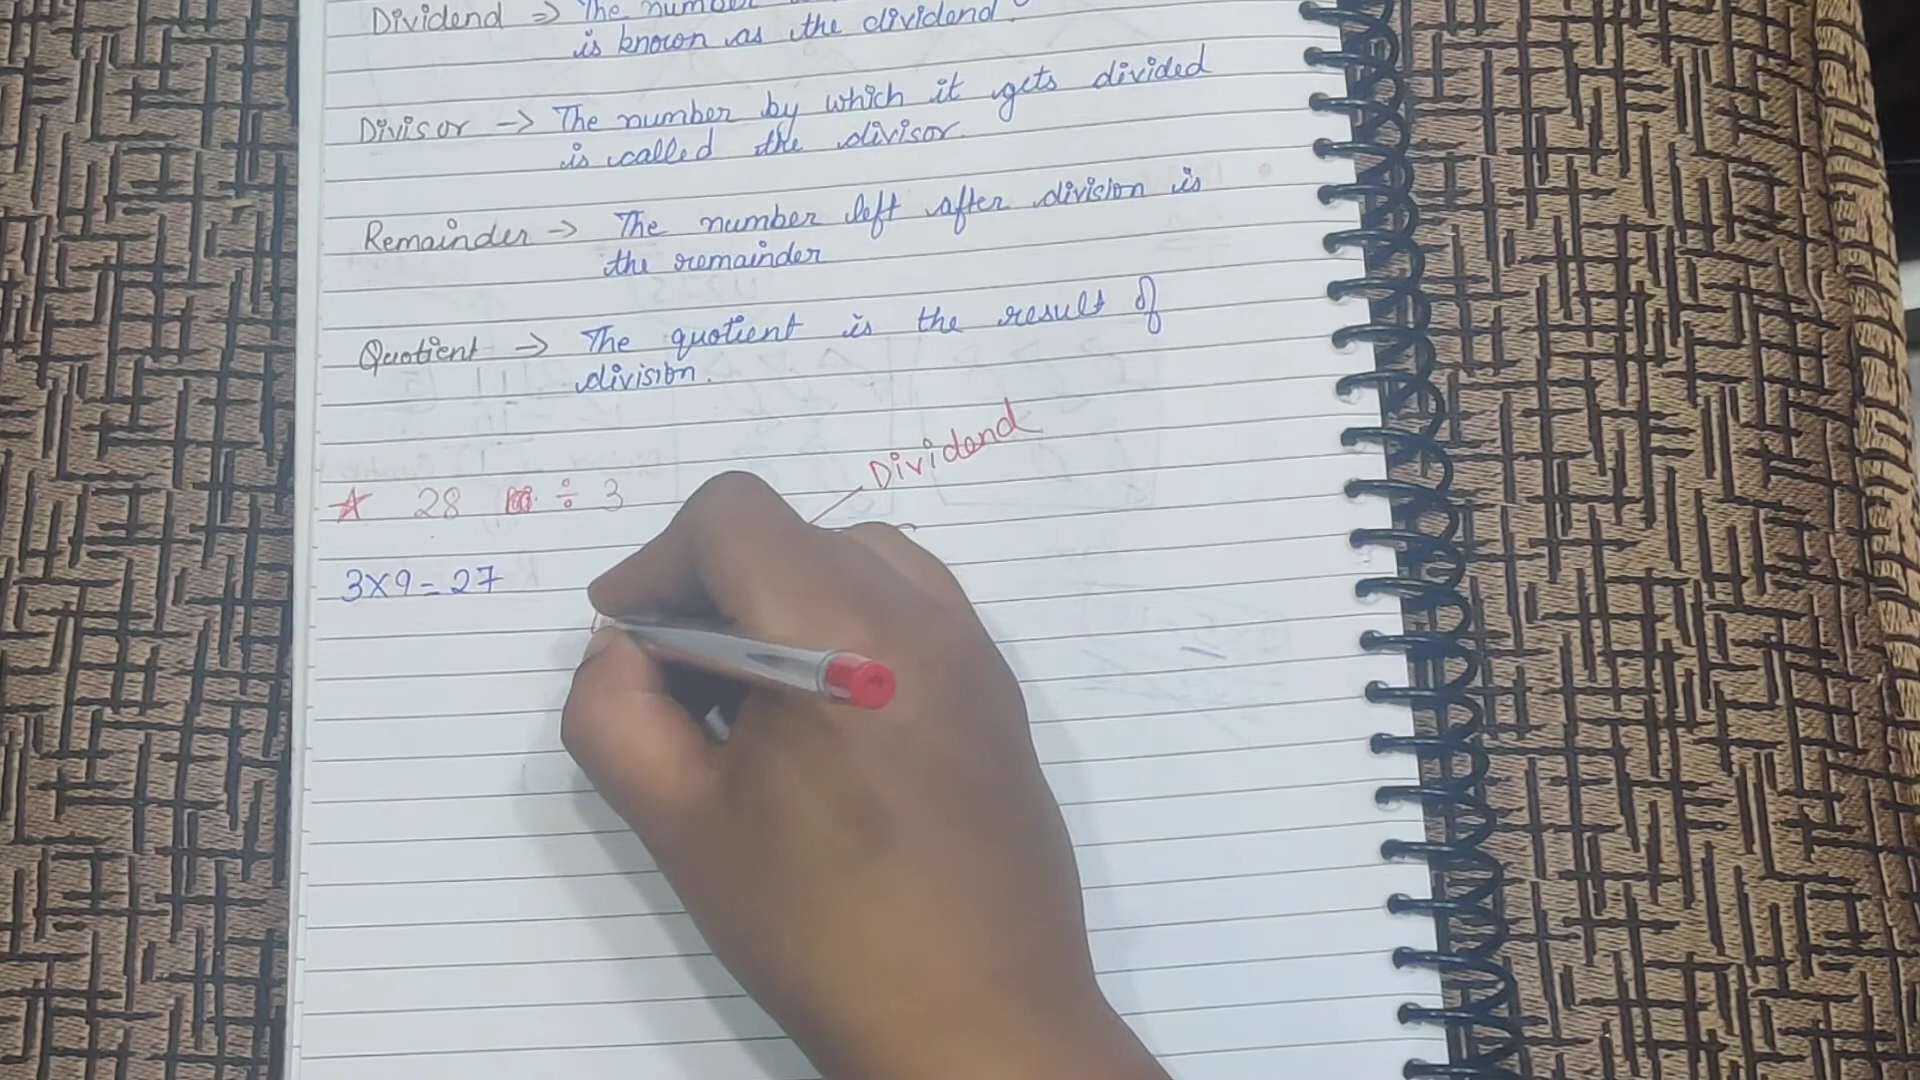 Dividend => The number
is known as the dividend.
Divisor -> The number by which it gets divided
is called the divisor.
Remainder -> The number left after division is
the remainder
Quotient -> The quotient is the result of
division.
Dividend
★ 28 ÷ 3
3×9=27